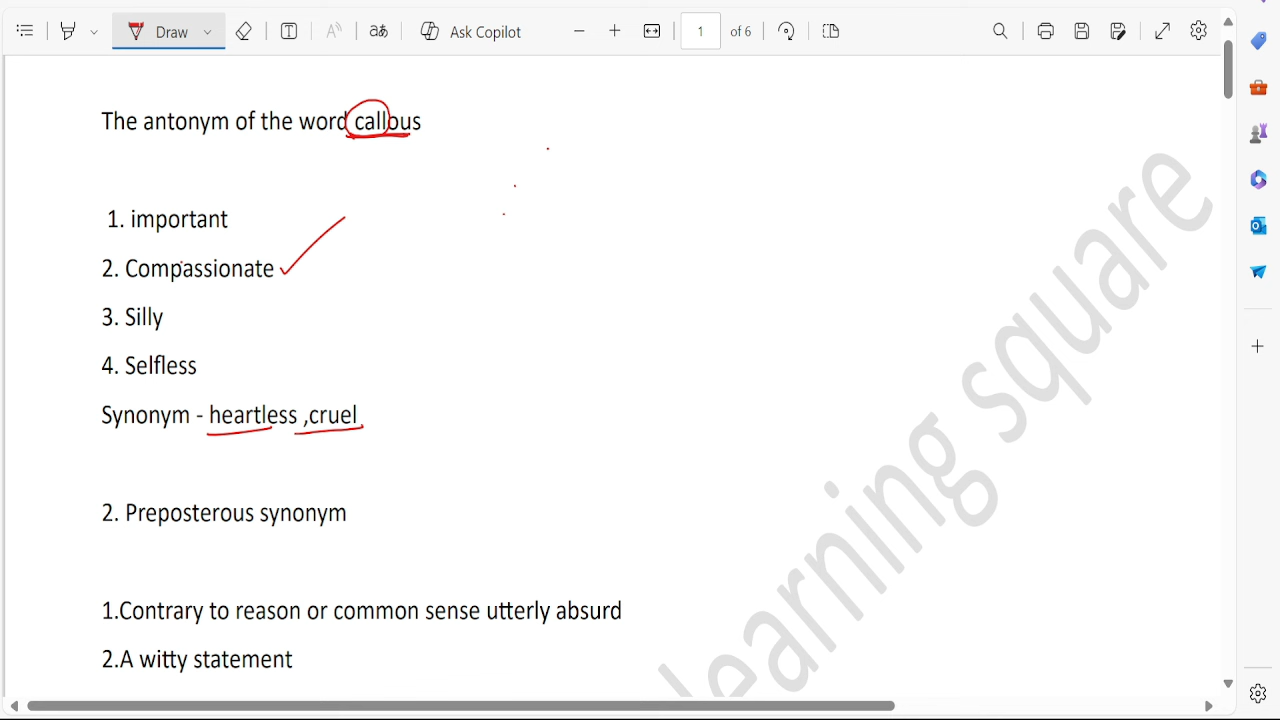 Draw
Ask Copilot
1 of 6
The antonym of the word callous
1. important
2. Compassionate
3. Silly
4. Selfless
Synonym - heartless ,cruel
2. Preposterous synonym
1.Contrary to reason or common sense utterly absurd
2.A witty statement
learning square